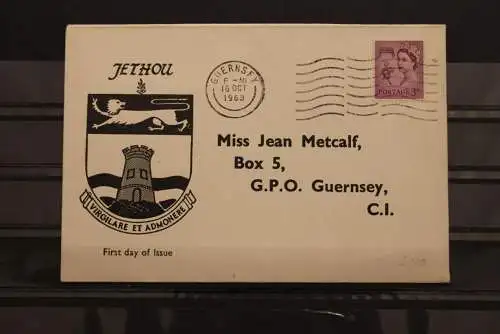 JETHOU
VIGILARE ET ADMONERE
First day of Issue
GUERNSEY
16 OCT
POSTAGE 3D
Miss Jean Metcalf,
Box 5,
G.P.O. Guernsey,
C.I.